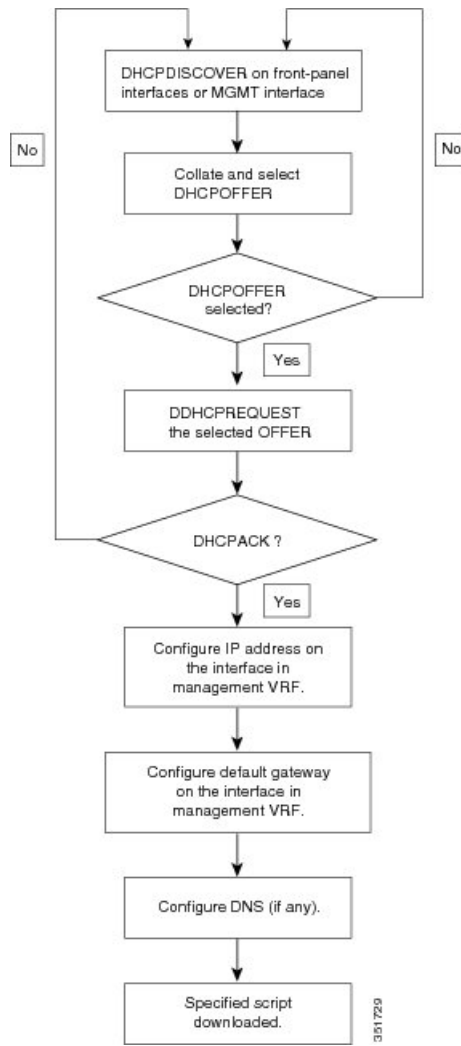 DHCPDISCOVER on front-panel
interfaces or MGMT interface
No
No
Collate and select
DHCPOFFER
DHCPOFFER
selected?
Yes
DDHCPREQUEST
the selected OFFER
DHCPACK ?
Yes
Configure IP address on
the interface in
management VRF.
Configure default gateway
on the interface in
management VRF.
Configure DNS (if any).
Specified script
downloaded.
351729